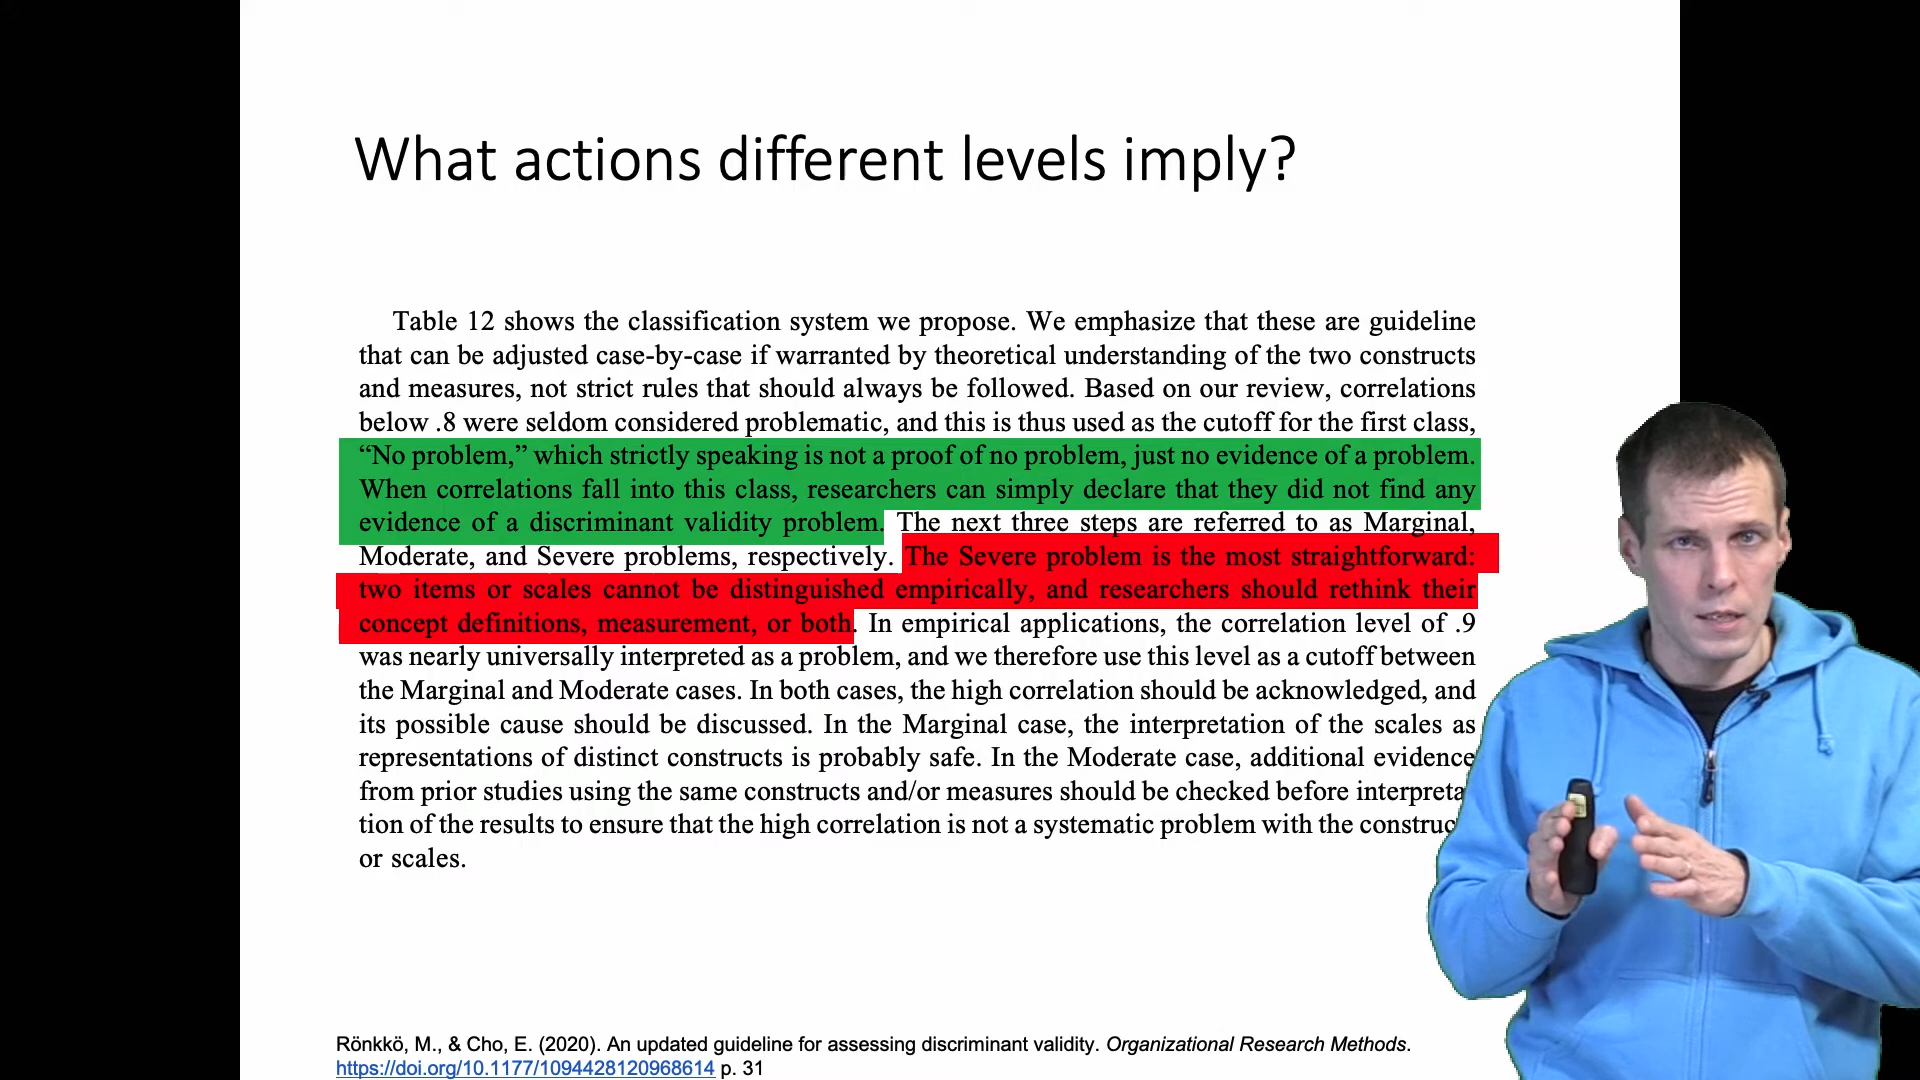 What actions different levels imply?
Table 12 shows the classification system we propose. We emphasize that these are guideline
that can be adjusted case-by-case if warranted by theoretical understanding of the two constructs
and measures, not strict rules that should always be followed. Based on our review, correlations
below .8 were seldom considered problematic, and this is thus used as the cutoff for the first class,
“No problem,” which strictly speaking is not a proof of no problem, just no evidence of a problem.
When correlations fall into this class, researchers can simply declare that they did not find any
evidence of a discriminant validity problem. The next three steps are referred to as Marginal,
Moderate, and Severe problems, respectively. The Severe problem is the most straightforward:
two items or scales cannot be distinguished empirically, and researchers should rethink their
concept definitions, measurement, or both. In empirical applications, the correlation level of .9
was nearly universally interpreted as a problem, and we therefore use this level as a cutoff between
the Marginal and Moderate cases. In both cases, the high correlation should be acknowledged, and
its possible cause should be discussed. In the Marginal case, the interpretation of the scales as
representations of distinct constructs is probably safe. In the Moderate case, additional evidence
from prior studies using the same constructs and/or measures should be checked before interpreta
tion of the results to ensure that the high correlation is not a systematic problem with the construc
or scales.
Rönkkö, M., & Cho, E. (2020). An updated guideline for assessing discriminant validity. Organizational Research Methods.
https://doi.org/10.1177/1094428120968614 p. 31